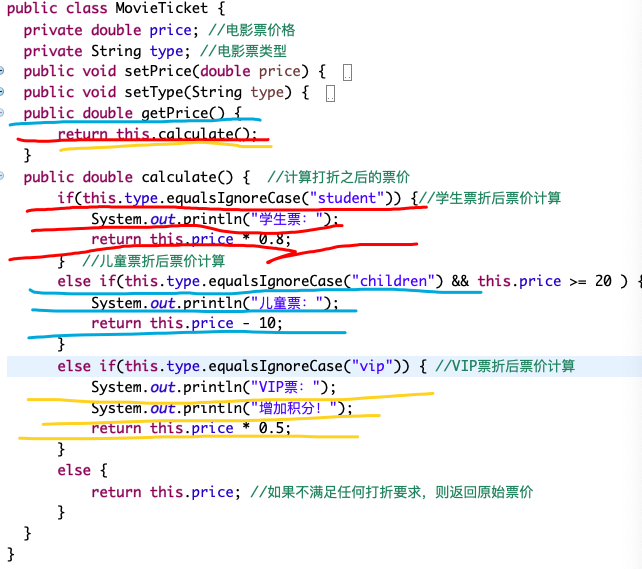 public class MovieTicket {
private double price; //电影票价格
private String type; //电影票类型
public void setPrice(double price) {
public void setType(String type) {
public double getPrice() {
return this.calculate();
}
public double calculate() { //计算打折之后的票价
if(this.type.equalsIgnoreCase("student")) {//学生票折后票价计算
System.out.println("学生票：");
return this.price * 0.8;
} //儿童票折后票价计算
else if(this.type.equalsIgnoreCase("children") && this.price >= 20 ) {
System.out.println("儿童票：");
return this.price - 10;
}
else if(this.type.equalsIgnoreCase("vip")) { //VIP票折后票价计算
System.out.println("VIP票：");
System.out.println("增加积分！");
return this.price * 0.5;
}
else {
return this.price; //如果不满足任何打折要求，则返回原始票价
}
}
}